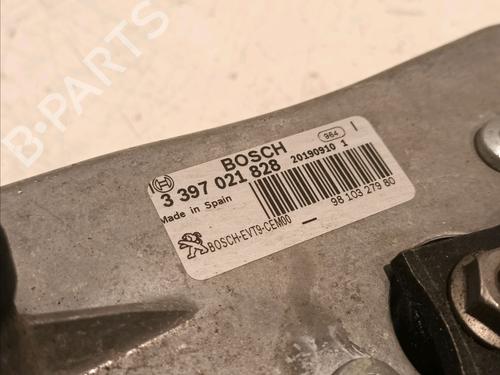 B-PARTS
BOSCH
964
1
3 397 021 828
20190910 1
Made in Spain
98 103 279 80
BOSCH-EVT9-CEM00